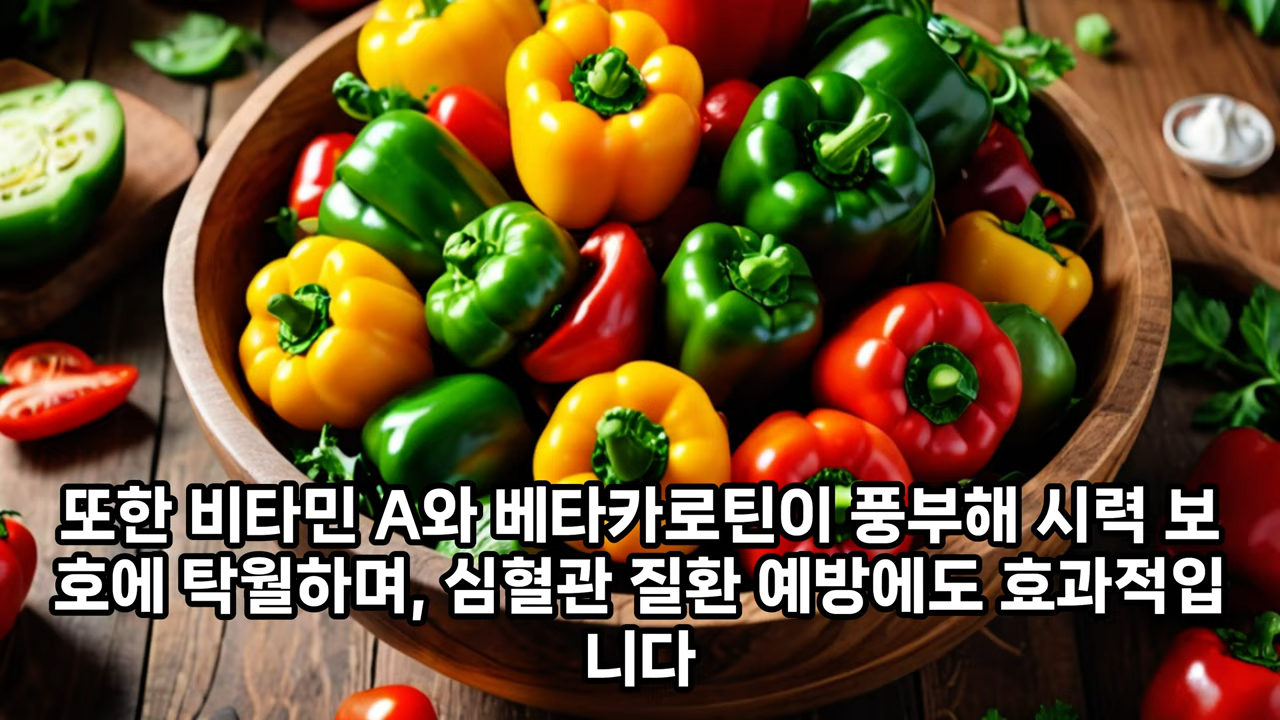 또한 비타민 A와 베타카로틴이 풍부해 시력 보
호에 탁월하며, 심혈관 질환 예방에도 효과적입
니다